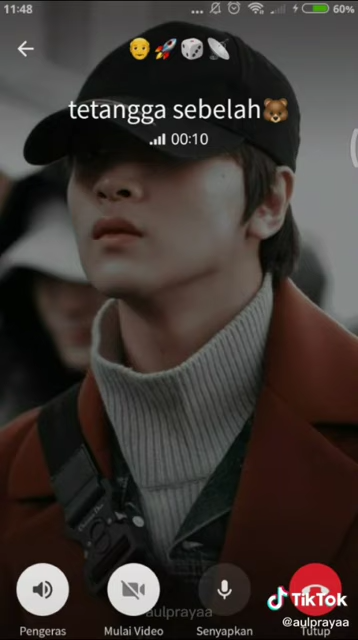 11:48
60%
tetangga sebelah
00:10
aulprayaa
Pengeras
Mulai Video
Senyapkan
Tutup
TikTok
@aulprayaa